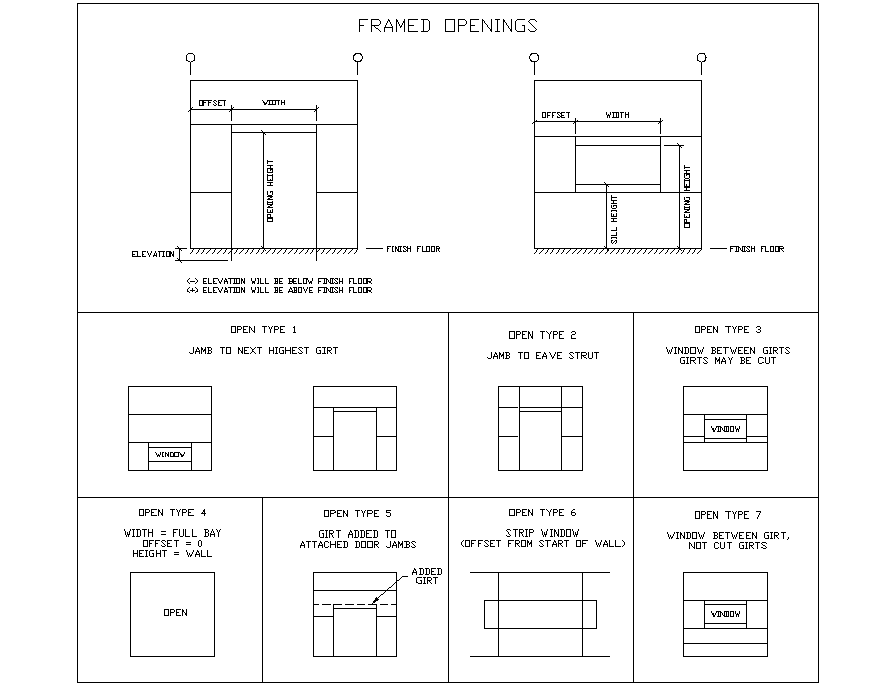 FRAMED OPENINGS
OFFSET WIDTH
OPENING HEIGHT
FINISH FLOOR
ELEVATION
(-) ELEVATION WILL BE BELOW FINISH FLOOR
(+) ELEVATION WILL BE ABOVE FINISH FLOOR
OFFSET WIDTH
SILL HEIGHT
OPENING HEIGHT
FINISH FLOOR
OPEN TYPE 1
JAMB TO NEXT HIGHEST GIRT
WINDOW
OPEN TYPE 2
JAMB TO EAVE STRUT
OPEN TYPE 3
WINDOW BETWEEN GIRTS
GIRTS MAY BE CUT
WINDOW
OPEN TYPE 4
WIDTH = FULL BAY
OFFSET = 0
HEIGHT = WALL
OPEN
OPEN TYPE 5
GIRT ADDED TO
ATTACHED DOOR JAMBS
ADDED
GIRT
OPEN TYPE 6
STRIP WINDOW
(OFFSET FROM START OF WALL)
OPEN TYPE 7
WINDOW BETWEEN GIRT,
NOT CUT GIRTS
WINDOW